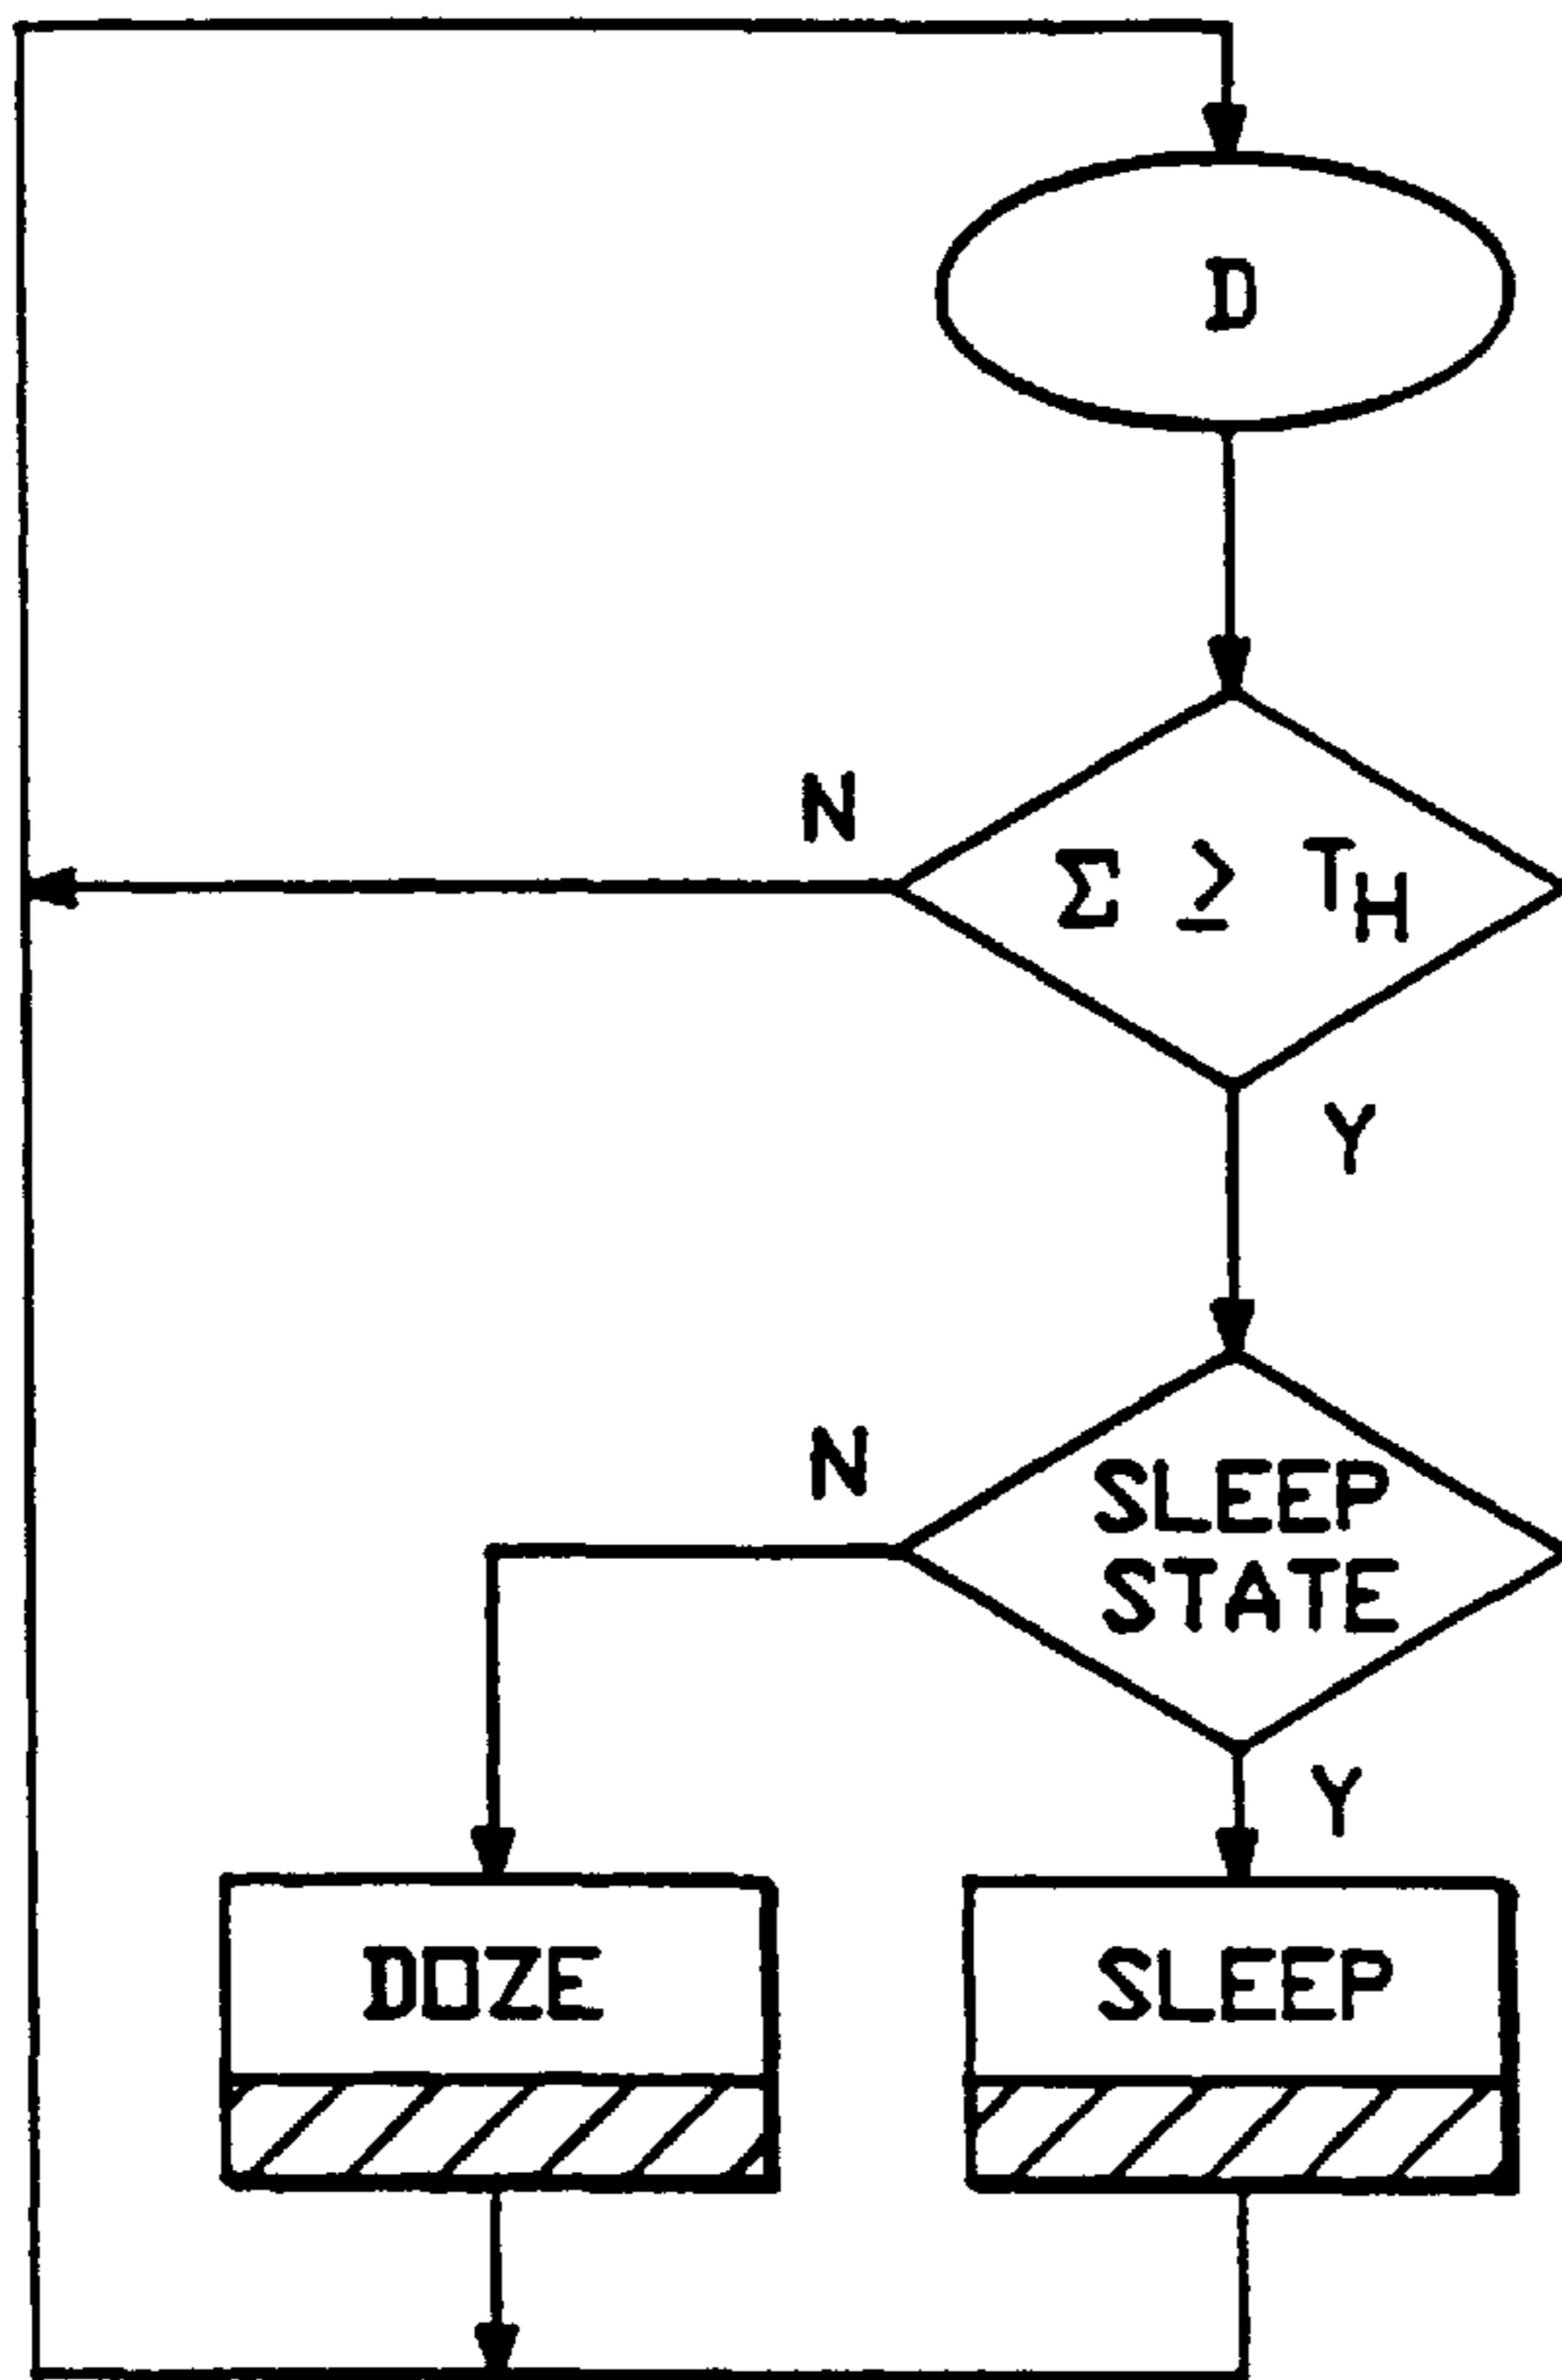 D
N
Σ ≥ TH
Y
N
SLEEP
STATE
Y
DOZE
SLEEP